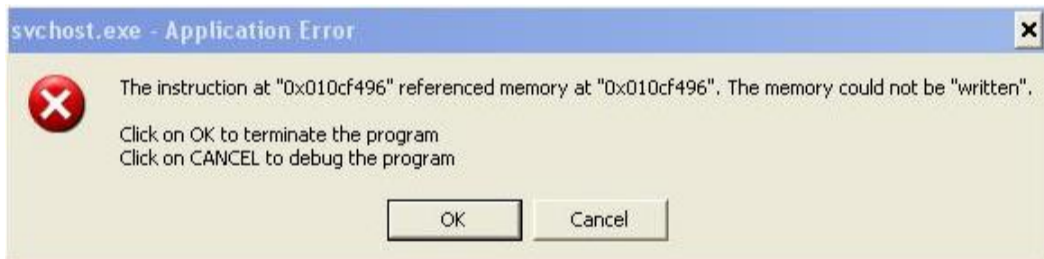 svchost.exe - Application Error
The instruction at "0x010cf496" referenced memory at "0x010cf496". The memory could not be "written".
Click on OK to terminate the program
Click on CANCEL to debug the program
OK
Cancel